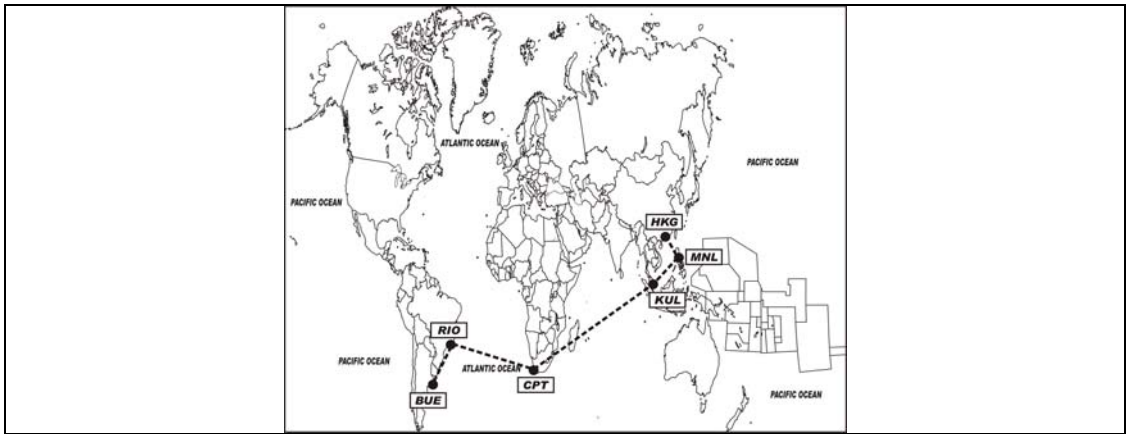 ATLANTIC OCEAN
PACIFIC OCEAN
PACIFIC OCEAN
HKG
MNL
KUL
RIO
PACIFIC OCEAN
ATLANTIC OCEAN
CPT
BUE
PACIFIC OCEAN